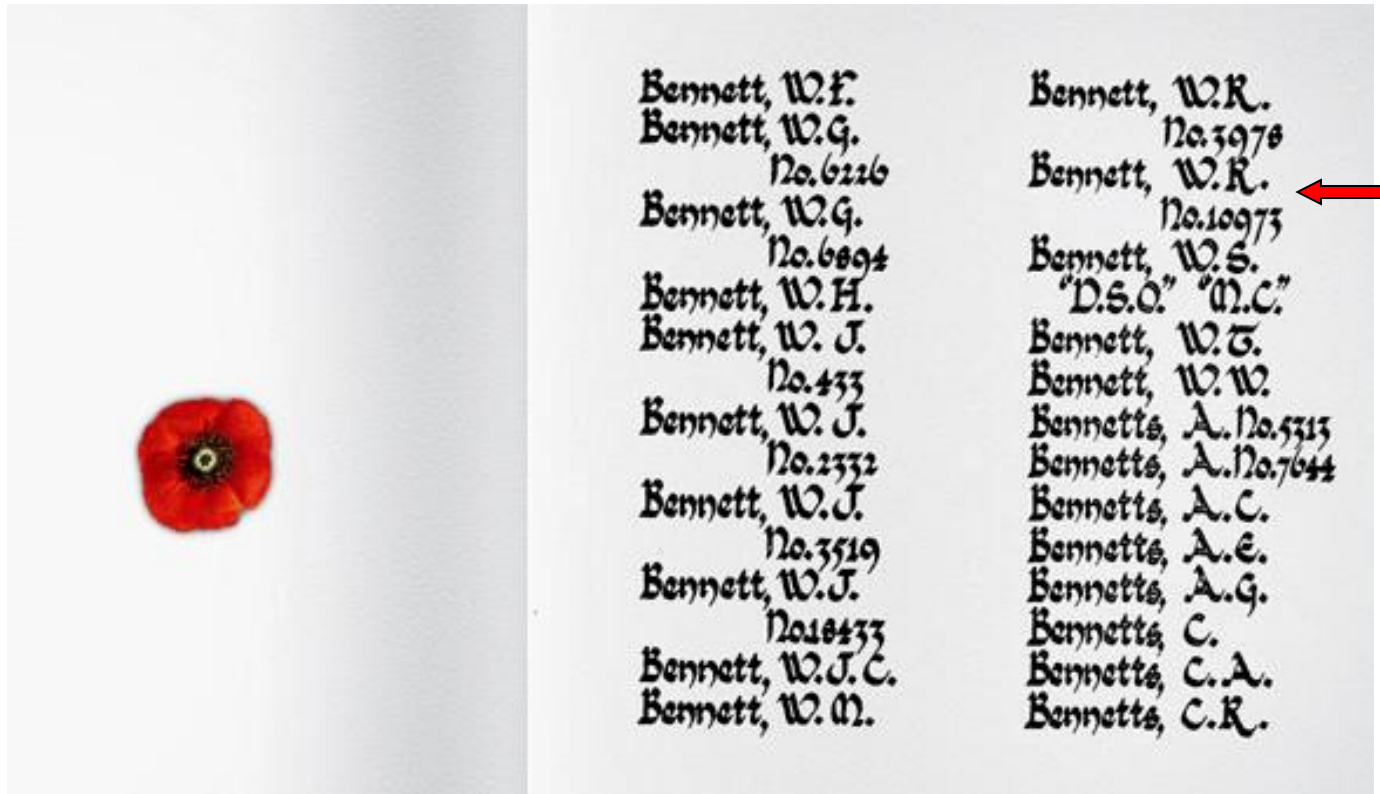 Bennett, W.F.
Bennett, W.G.
No.6226
Bennett, W.G.
No.6894
Bennett, W.H.
Bennett, W. J.
No.433
Bennett, W. J.
No.2332
Bennett, W.J.
No.3519
Bennett, W.J.
No.18433
Bennett, W.J.C.
Bennett, W.M.
Bennett, W.R.
No.3978
Bennett, W.R.
No.10973
Bennett, W.S.
"D.S.O." "M.C."
Bennett, W.T.
Bennett, W.W.
Bennetts, A.No.5313
Bennetts, A.No.7644
Bennetts, A.C.
Bennetts, A.E.
Bennetts, A.G.
Bennetts, C.
Bennetts, C.A.
Bennetts, C.R.